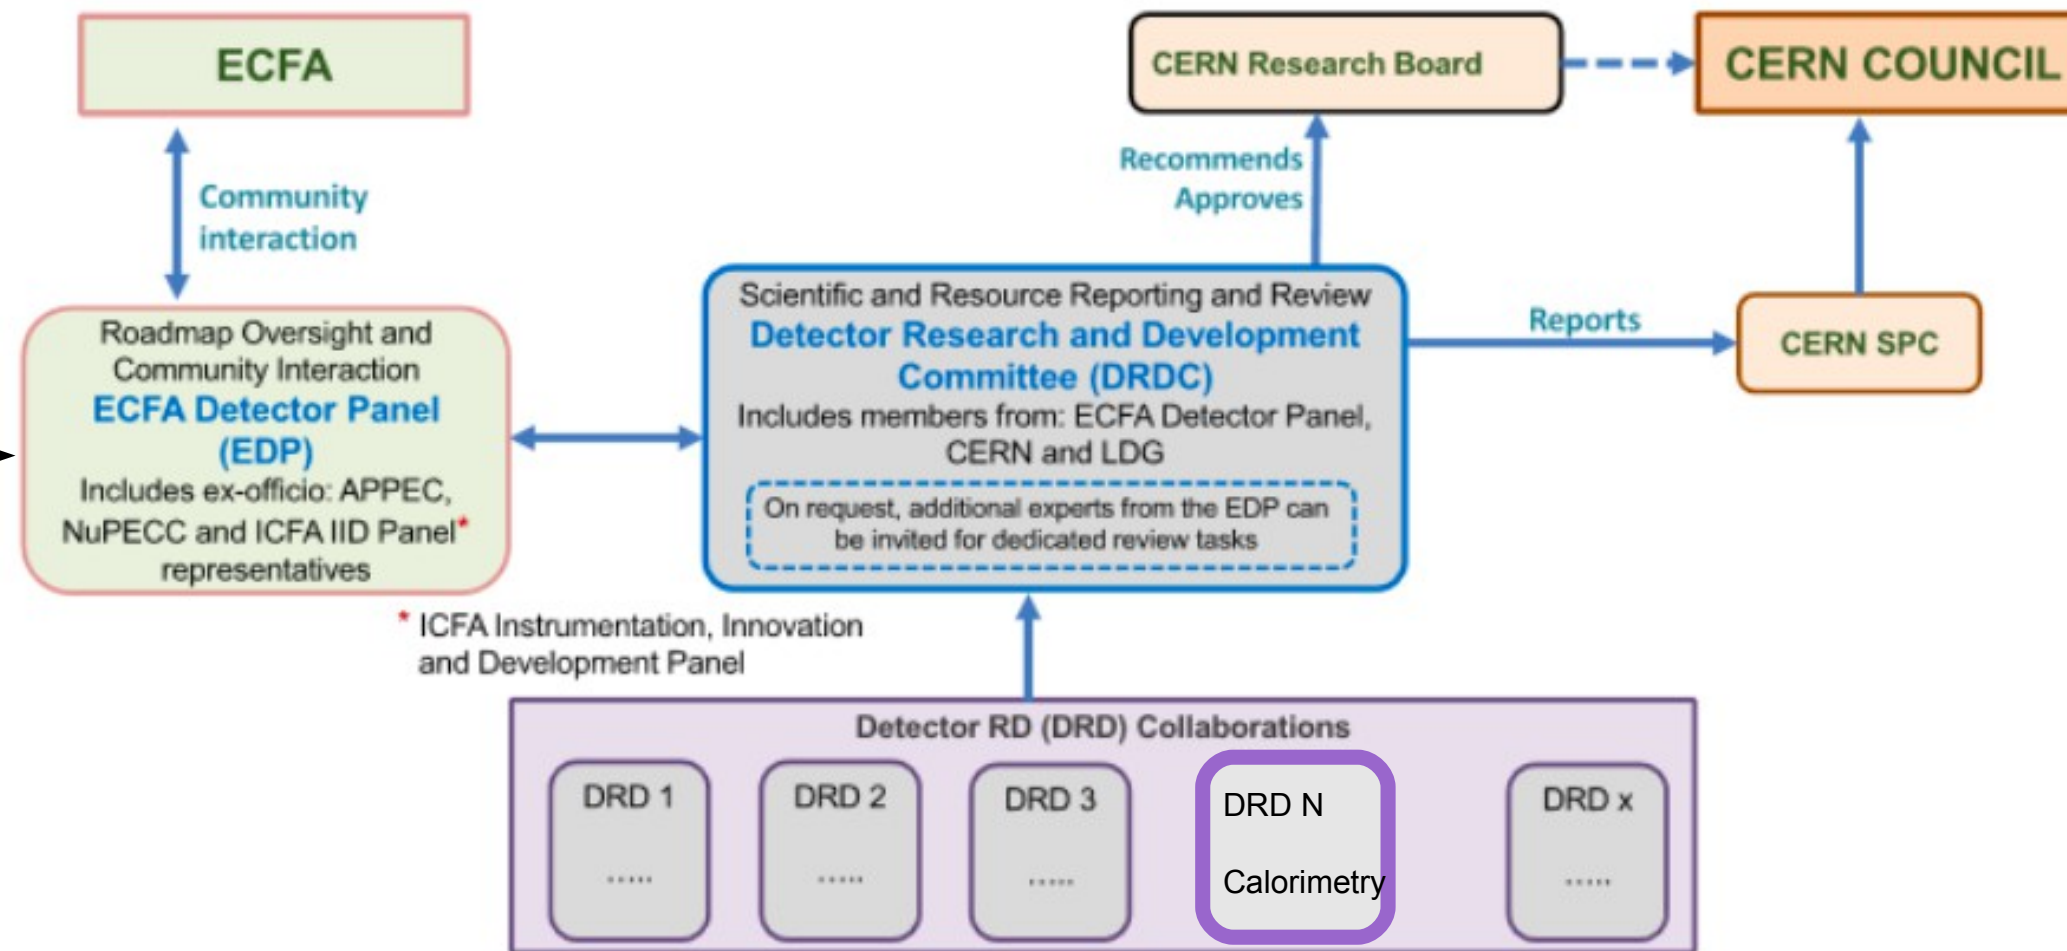 ECFA
CERN Research Board
CERN COUNCIL
Community
interaction
Recommends
Approves
Roadmap Oversight and
Community Interaction
ECFA Detector Panel
(EDP)
Includes ex-officio: APPEC,
NuPECC and ICFA IID Panel*
representatives
Scientific and Resource Reporting and Review
Detector Research and Development
Committee (DRDC)
Includes members from: ECFA Detector Panel,
CERN and LDG
On request, additional experts from the EDP can
be invited for dedicated review tasks
Reports
CERN SPC
* ICFA Instrumentation, Innovation
and Development Panel
Detector RD (DRD) Collaborations
DRD 1
.....
DRD 2
.....
DRD 3
.....
DRD N
Calorimetry
DRD x
.....